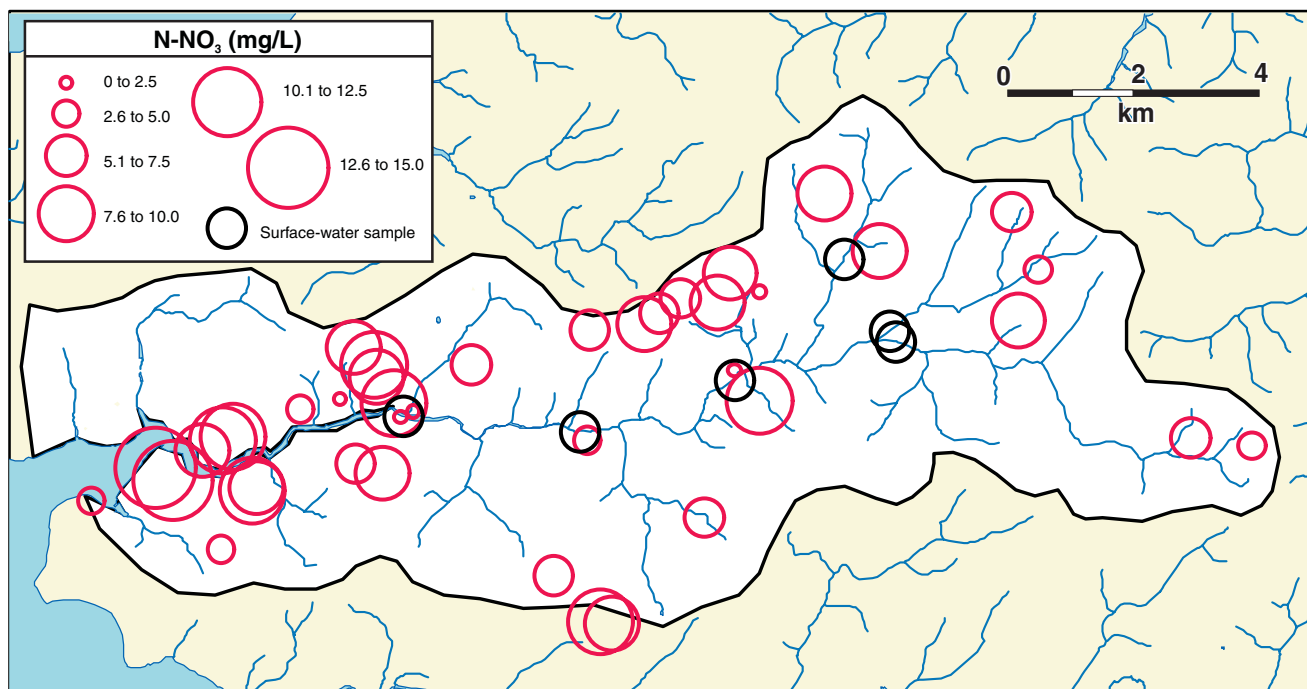 N-NO₃ (mg/L)
0 to 2.5
2.6 to 5.0
5.1 to 7.5
7.6 to 10.0
10.1 to 12.5
12.6 to 15.0
Surface-water sample
0 2 4
km